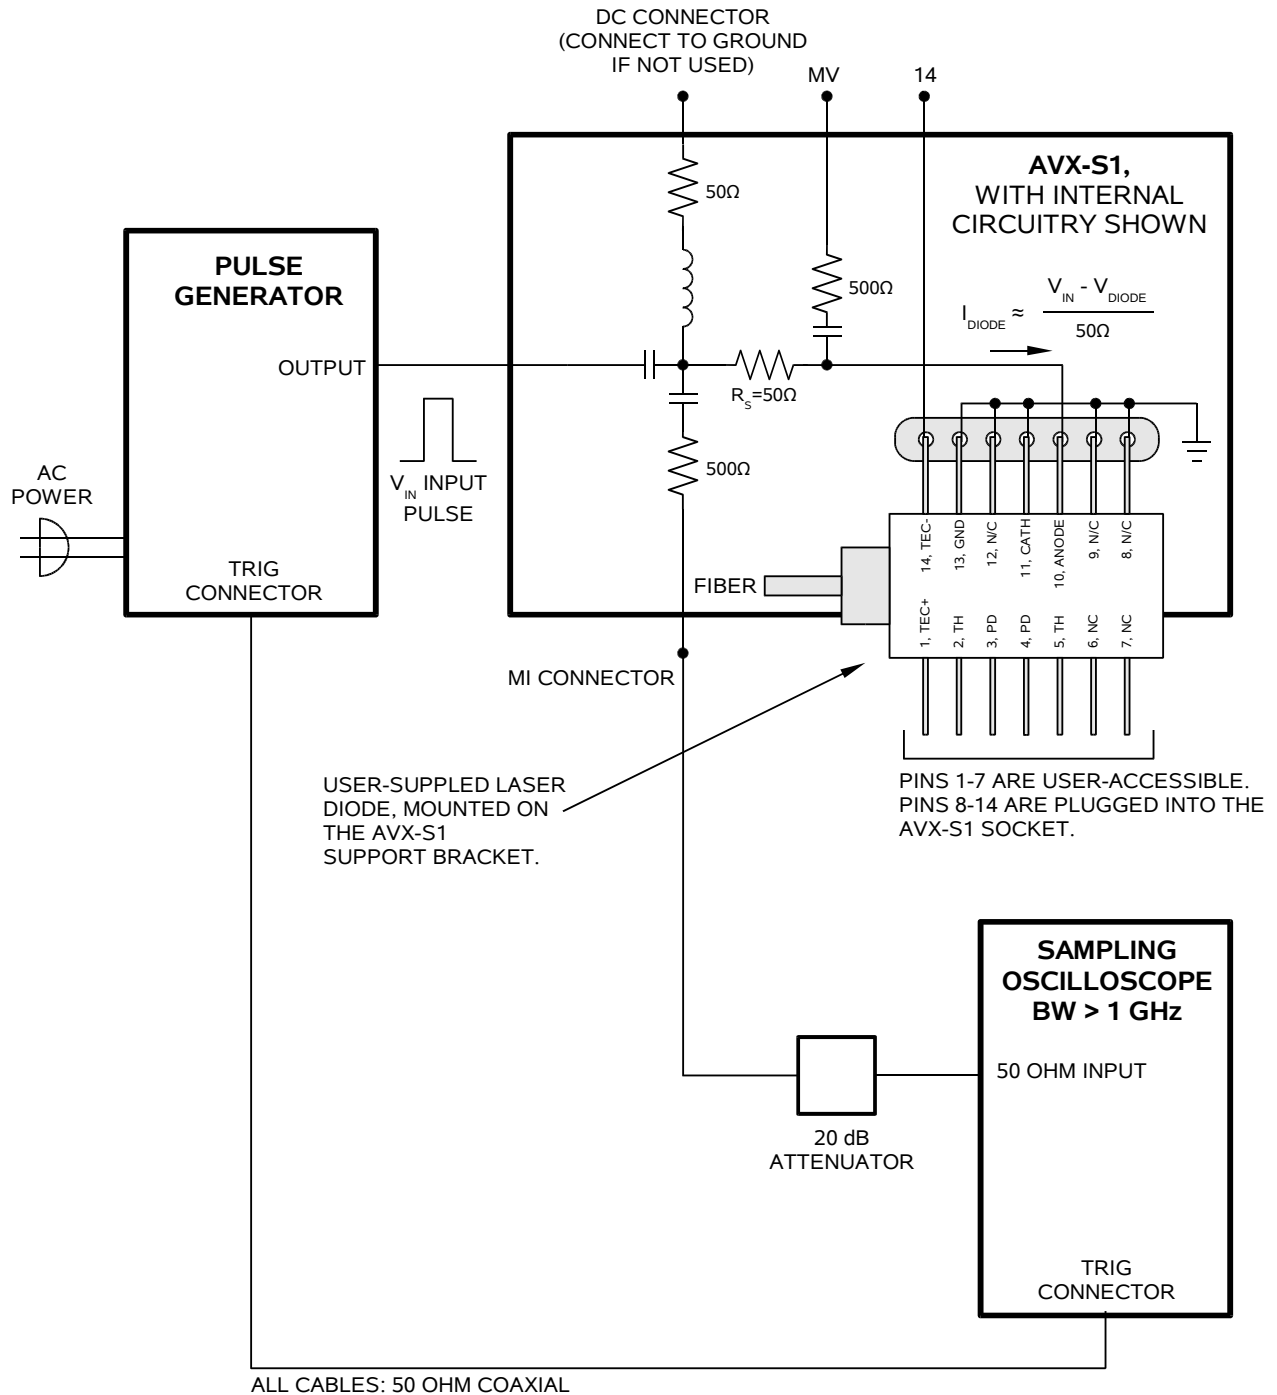 DC CONNECTOR
(CONNECT TO GROUND
IF NOT USED)
MV
14
AVX-S1,
WITH INTERNAL
CIRCUITRY SHOWN
50Ω
PULSE
GENERATOR
500Ω
I DIODE ≈ V IN - V DIODE
50Ω
OUTPUT
R S =50Ω
500Ω
V IN INPUT
PULSE
AC
POWER
TRIG
CONNECTOR
FIBER
14, TEC-
13, GND
12, N/C
11, CATH
10, ANODE
9, N/C
8, N/C
1, TEC+
2, TH
3, PD
4, PD
5, TH
6, NC
7, NC
MI CONNECTOR
USER-SUPPLED LASER
DIODE, MOUNTED ON
THE AVX-S1
SUPPORT BRACKET.
PINS 1-7 ARE USER-ACCESSIBLE.
PINS 8-14 ARE PLUGGED INTO THE
AVX-S1 SOCKET.
SAMPLING
OSCILLOSCOPE
BW > 1 GHz
50 OHM INPUT
20 dB
ATTENUATOR
TRIG
CONNECTOR
ALL CABLES: 50 OHM COAXIAL